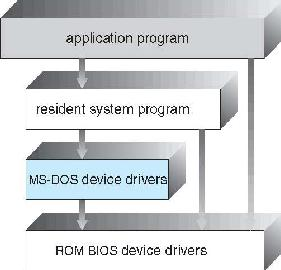 application program
resident system program
MS-DOS device drivers
ROM BIOS device drivers